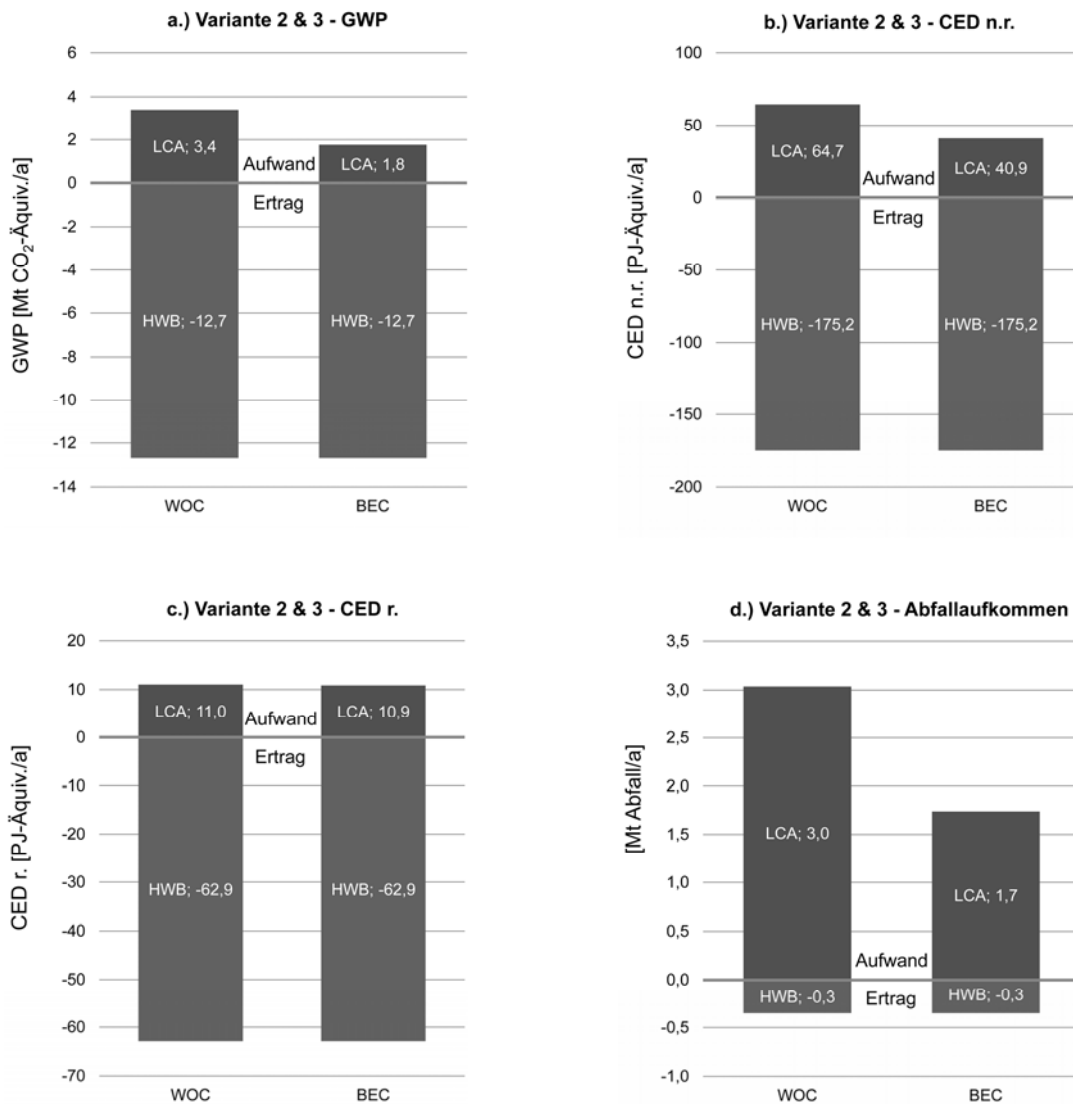 a.) Variante 2 & 3 - GWP
GWP [Mt CO₂-Äquiv./a]
6
4
2
0
-2
-4
-6
-8
-10
-12
-14
LCA; 3,4
LCA; 1,8
Aufwand
Ertrag
HWB; -12,7
HWB; -12,7
WOC
BEC
b.) Variante 2 & 3 - CED n.r.
CED n.r. [PJ-Äquiv./a]
100
50
0
-50
-100
-150
-200
LCA; 64,7
LCA; 40,9
Aufwand
Ertrag
HWB; -175,2
HWB; -175,2
WOC
BEC
c.) Variante 2 & 3 - CED r.
CED r. [PJ-Äquiv./a]
20
10
0
-10
-20
-30
-40
-50
-60
-70
LCA; 11,0
LCA; 10,9
Aufwand
Ertrag
HWB; -62,9
HWB; -62,9
WOC
BEC
d.) Variante 2 & 3 - Abfallaufkommen
[Mt Abfall/a]
3,5
3,0
2,5
2,0
1,5
1,0
0,5
0,0
-0,5
-1,0
LCA; 3,0
LCA; 1,7
Aufwand
Ertrag
HWB; -0,3
HWB; -0,3
WOC
BEC